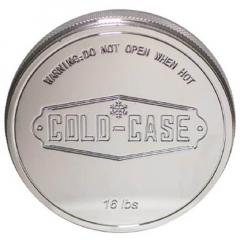 WARNING:DO NOT OPEN WHEN HOT
COLD-CASE
16 lbs